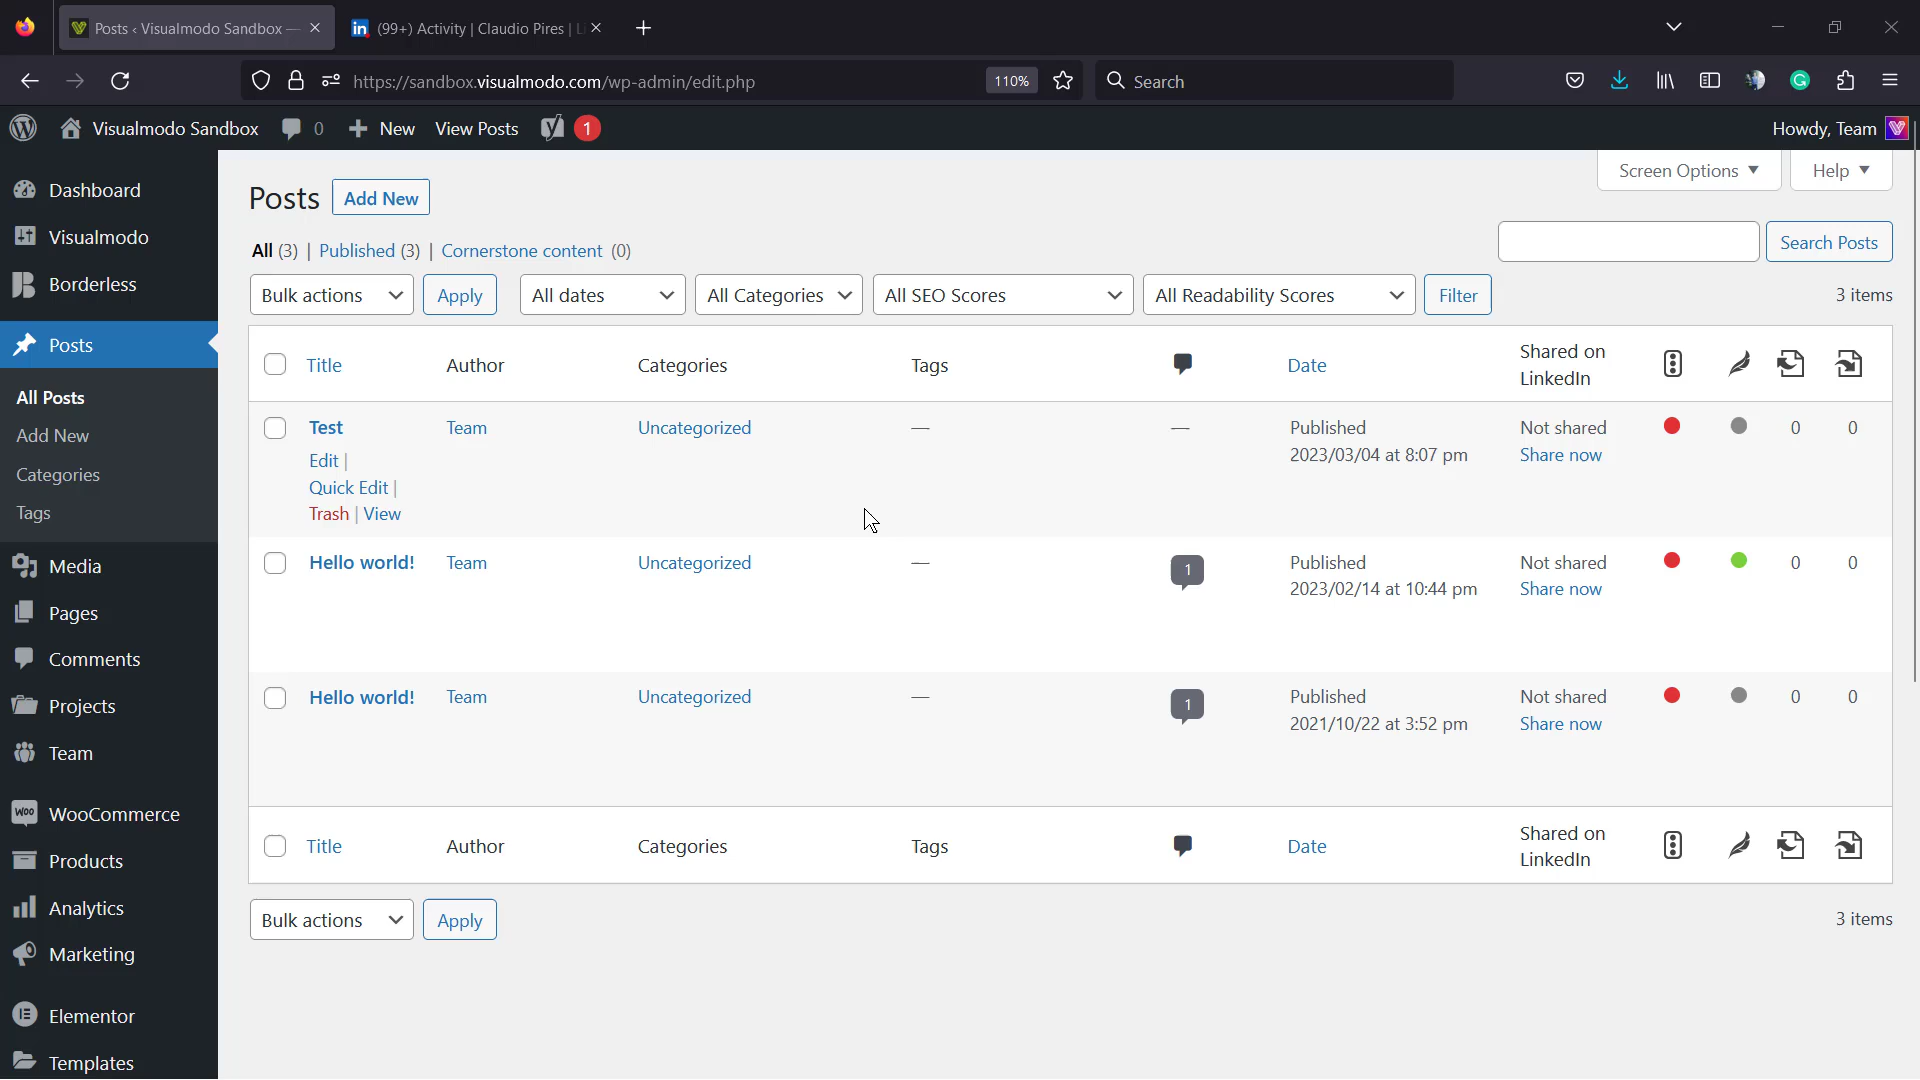 Posts ‹ Visualmodo Sandbox —
(99+) Activity | Claudio Pires |
https://sandbox.visualmodo.com/wp-admin/edit.php
110%
Search
Visualmodo Sandbox
0
New
View Posts
1
Howdy, Team
Dashboard
Visualmodo
Borderless
Posts
All Posts
Add New
Categories
Tags
Media
Pages
Comments
Projects
Team
WooCommerce
Products
Analytics
Marketing
Elementor
Templates
Screen Options
Help
Posts
Add New
All (3) | Published (3) | Cornerstone content (0)
Search Posts
Bulk actions
Apply
All dates
All Categories
All SEO Scores
All Readability Scores
Filter
3 items
Title
Author
Categories
Tags
Date
Shared on
LinkedIn
Test
Team
Uncategorized
—
—
Published
2023/03/04 at 8:07 pm
Not shared
Share now
0
0
Edit |
Quick Edit |
Trash | View
Hello world!
Team
Uncategorized
—
1
Published
2023/02/14 at 10:44 pm
Not shared
Share now
0
0
Hello world!
Team
Uncategorized
—
1
Published
2021/10/22 at 3:52 pm
Not shared
Share now
0
0
Title
Author
Categories
Tags
Date
Shared on
LinkedIn
Bulk actions
Apply
3 items